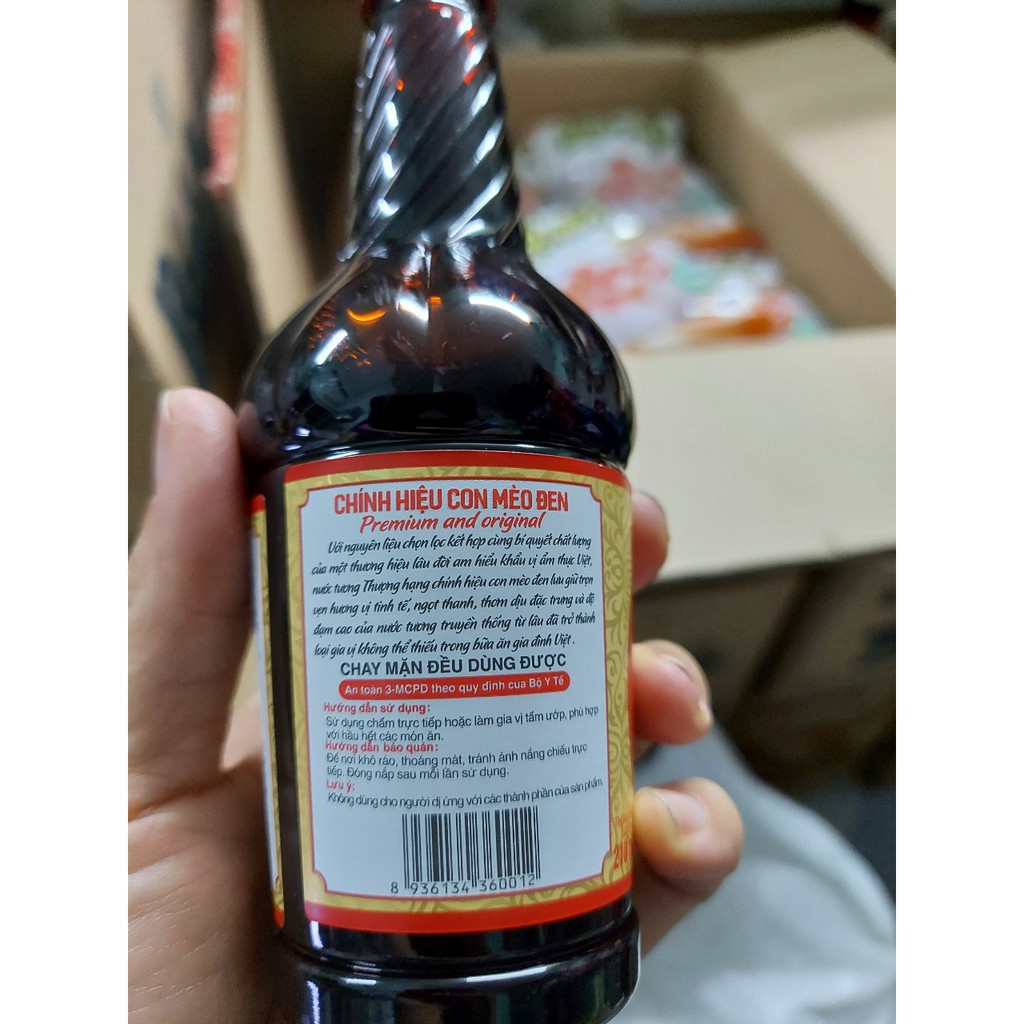 CHÍNH HIỆU CON MÈO ĐEN
Premium and original
Với nguyên liệu chọn lọc kết hợp cùng bí quyết chất lượng
của một thương hiệu lâu đời am hiểu khẩu vị ẩm thực Việt,
nước tương Thượng hạng chính hiệu con mèo đen lưu giữ trọn
vẹn hương vị tinh tế, ngọt thanh, thơm dịu đặc trưng và độ
đạm cao của nước tương truyền thống từ lâu đã trở thành
loại gia vị không thể thiếu trong bữa ăn gia đình Việt.
CHAY MẶN ĐỀU DÙNG ĐƯỢC
An toàn 3-MCPD theo quy định của Bộ Y Tế
Hướng dẫn sử dụng:
Sử dụng chấm trực tiếp hoặc làm gia vị tẩm ướp, phù hợp
với hầu hết các món ăn.
Hướng dẫn bảo quản:
Để nơi khô ráo, thoáng mát, tránh ánh nắng chiếu trực
tiếp. Đóng nắp sau mỗi lần sử dụng.
Lưu ý:
Không dùng cho người dị ứng với các thành phần của sản phẩm.
8 936134 360012